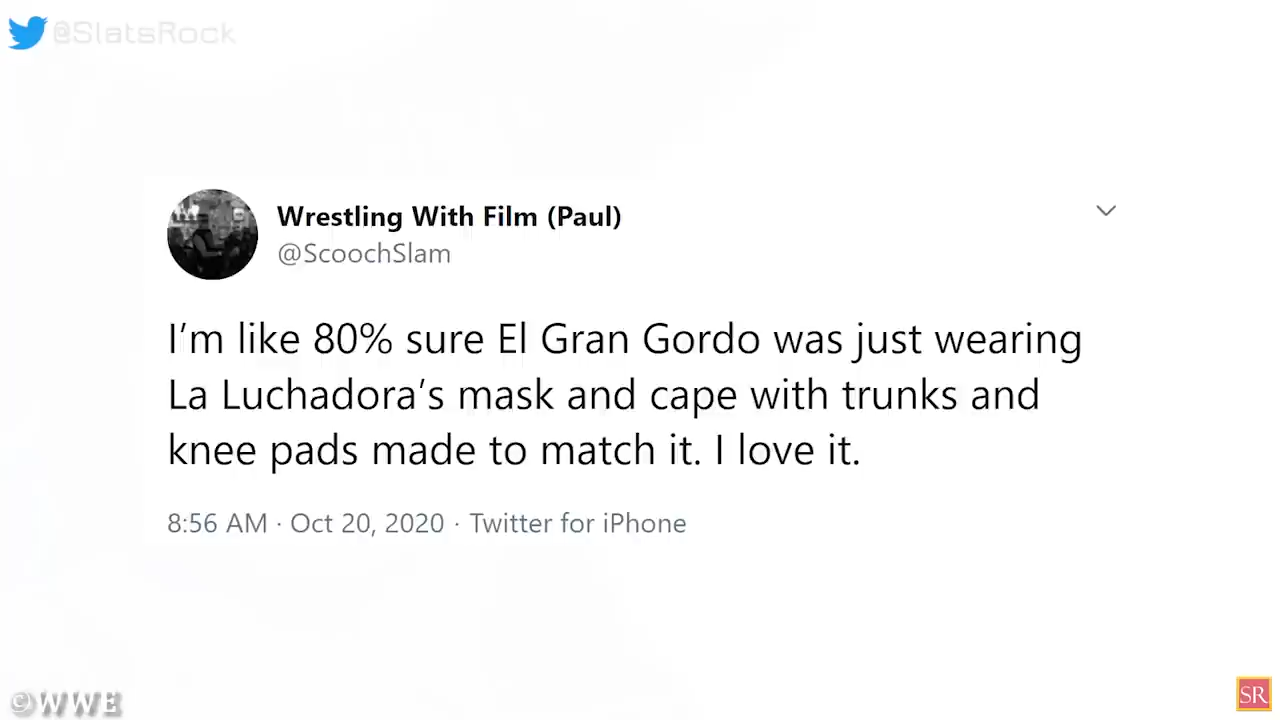 @SlatsRock
Wrestling With Film (Paul)
@ScoochSlam
I’m like 80% sure El Gran Gordo was just wearing
La Luchadora’s mask and cape with trunks and
knee pads made to match it. I love it.
8:56 AM · Oct 20, 2020 · Twitter for iPhone
©WWE
SR